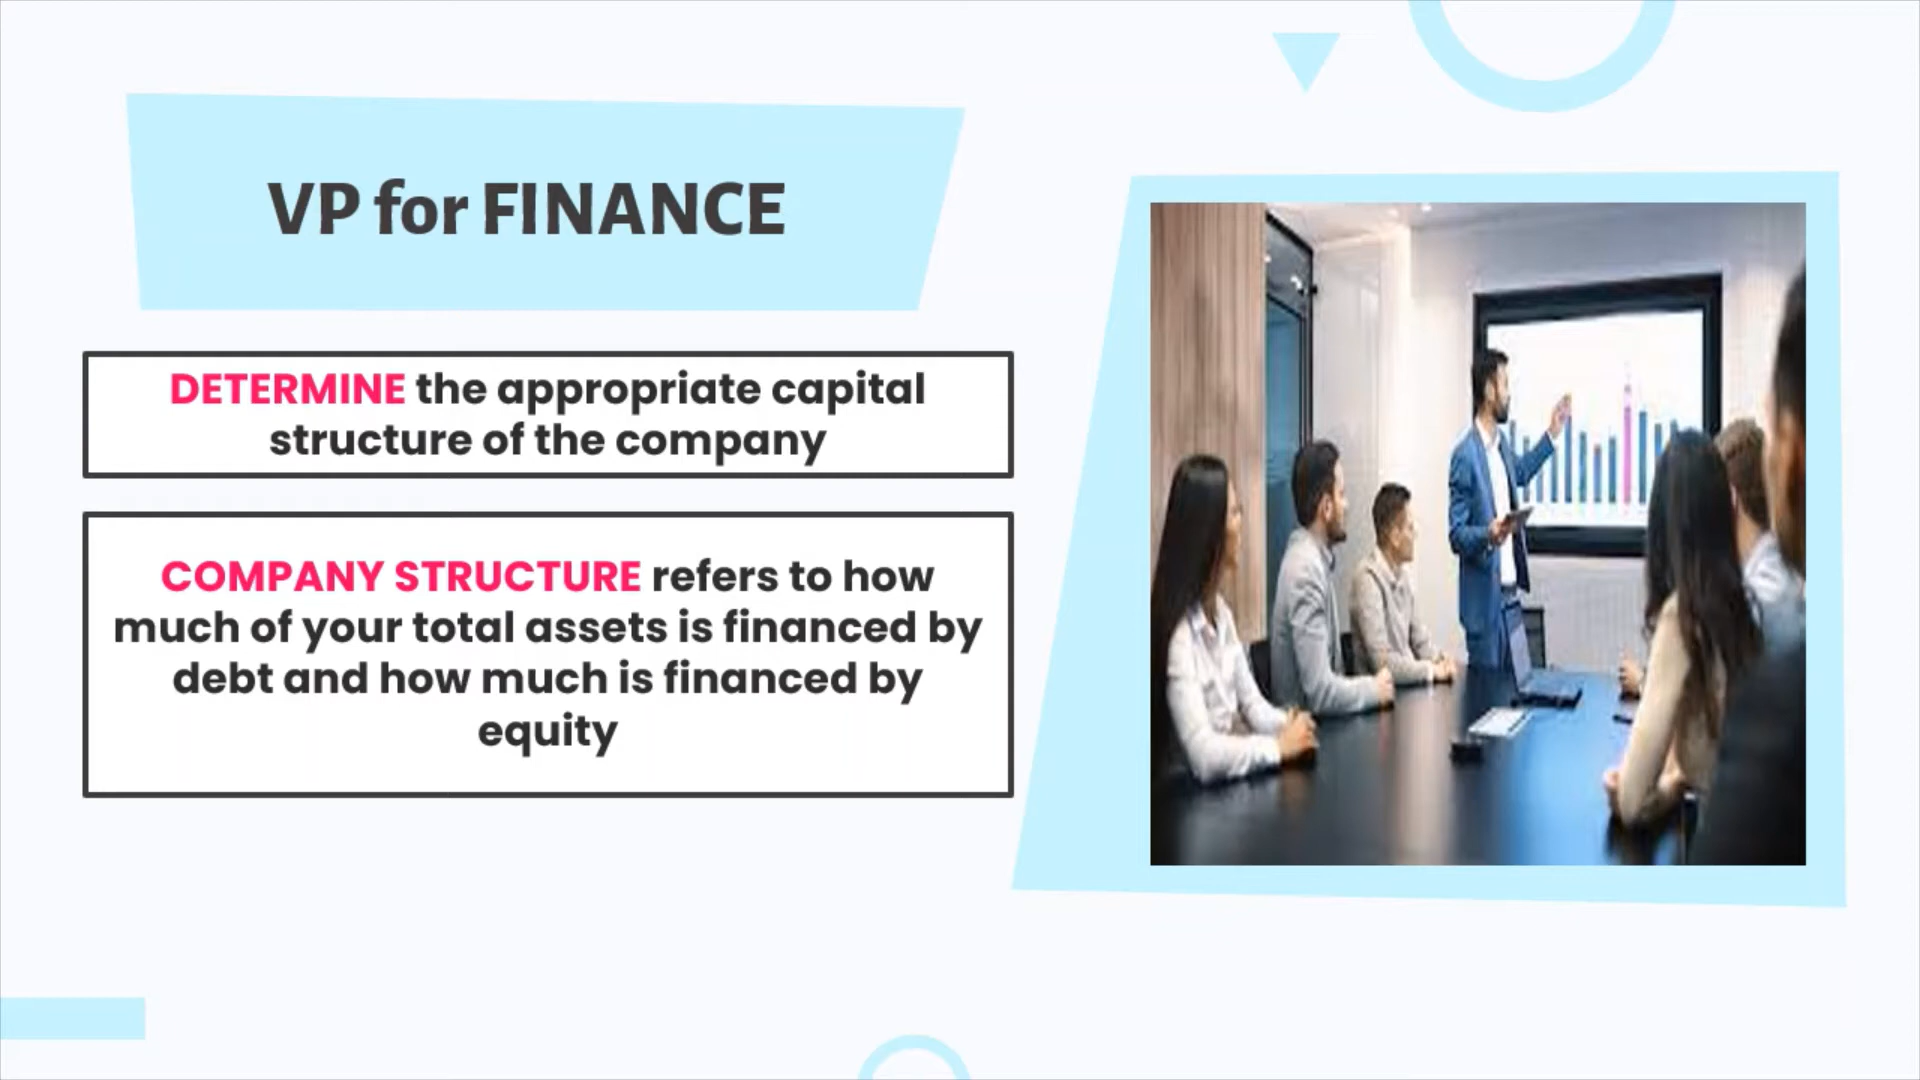 VP for FINANCE
DETERMINE the appropriate capital
structure of the company
COMPANY STRUCTURE refers to how
much of your total assets is financed by
debt and how much is financed by
equity